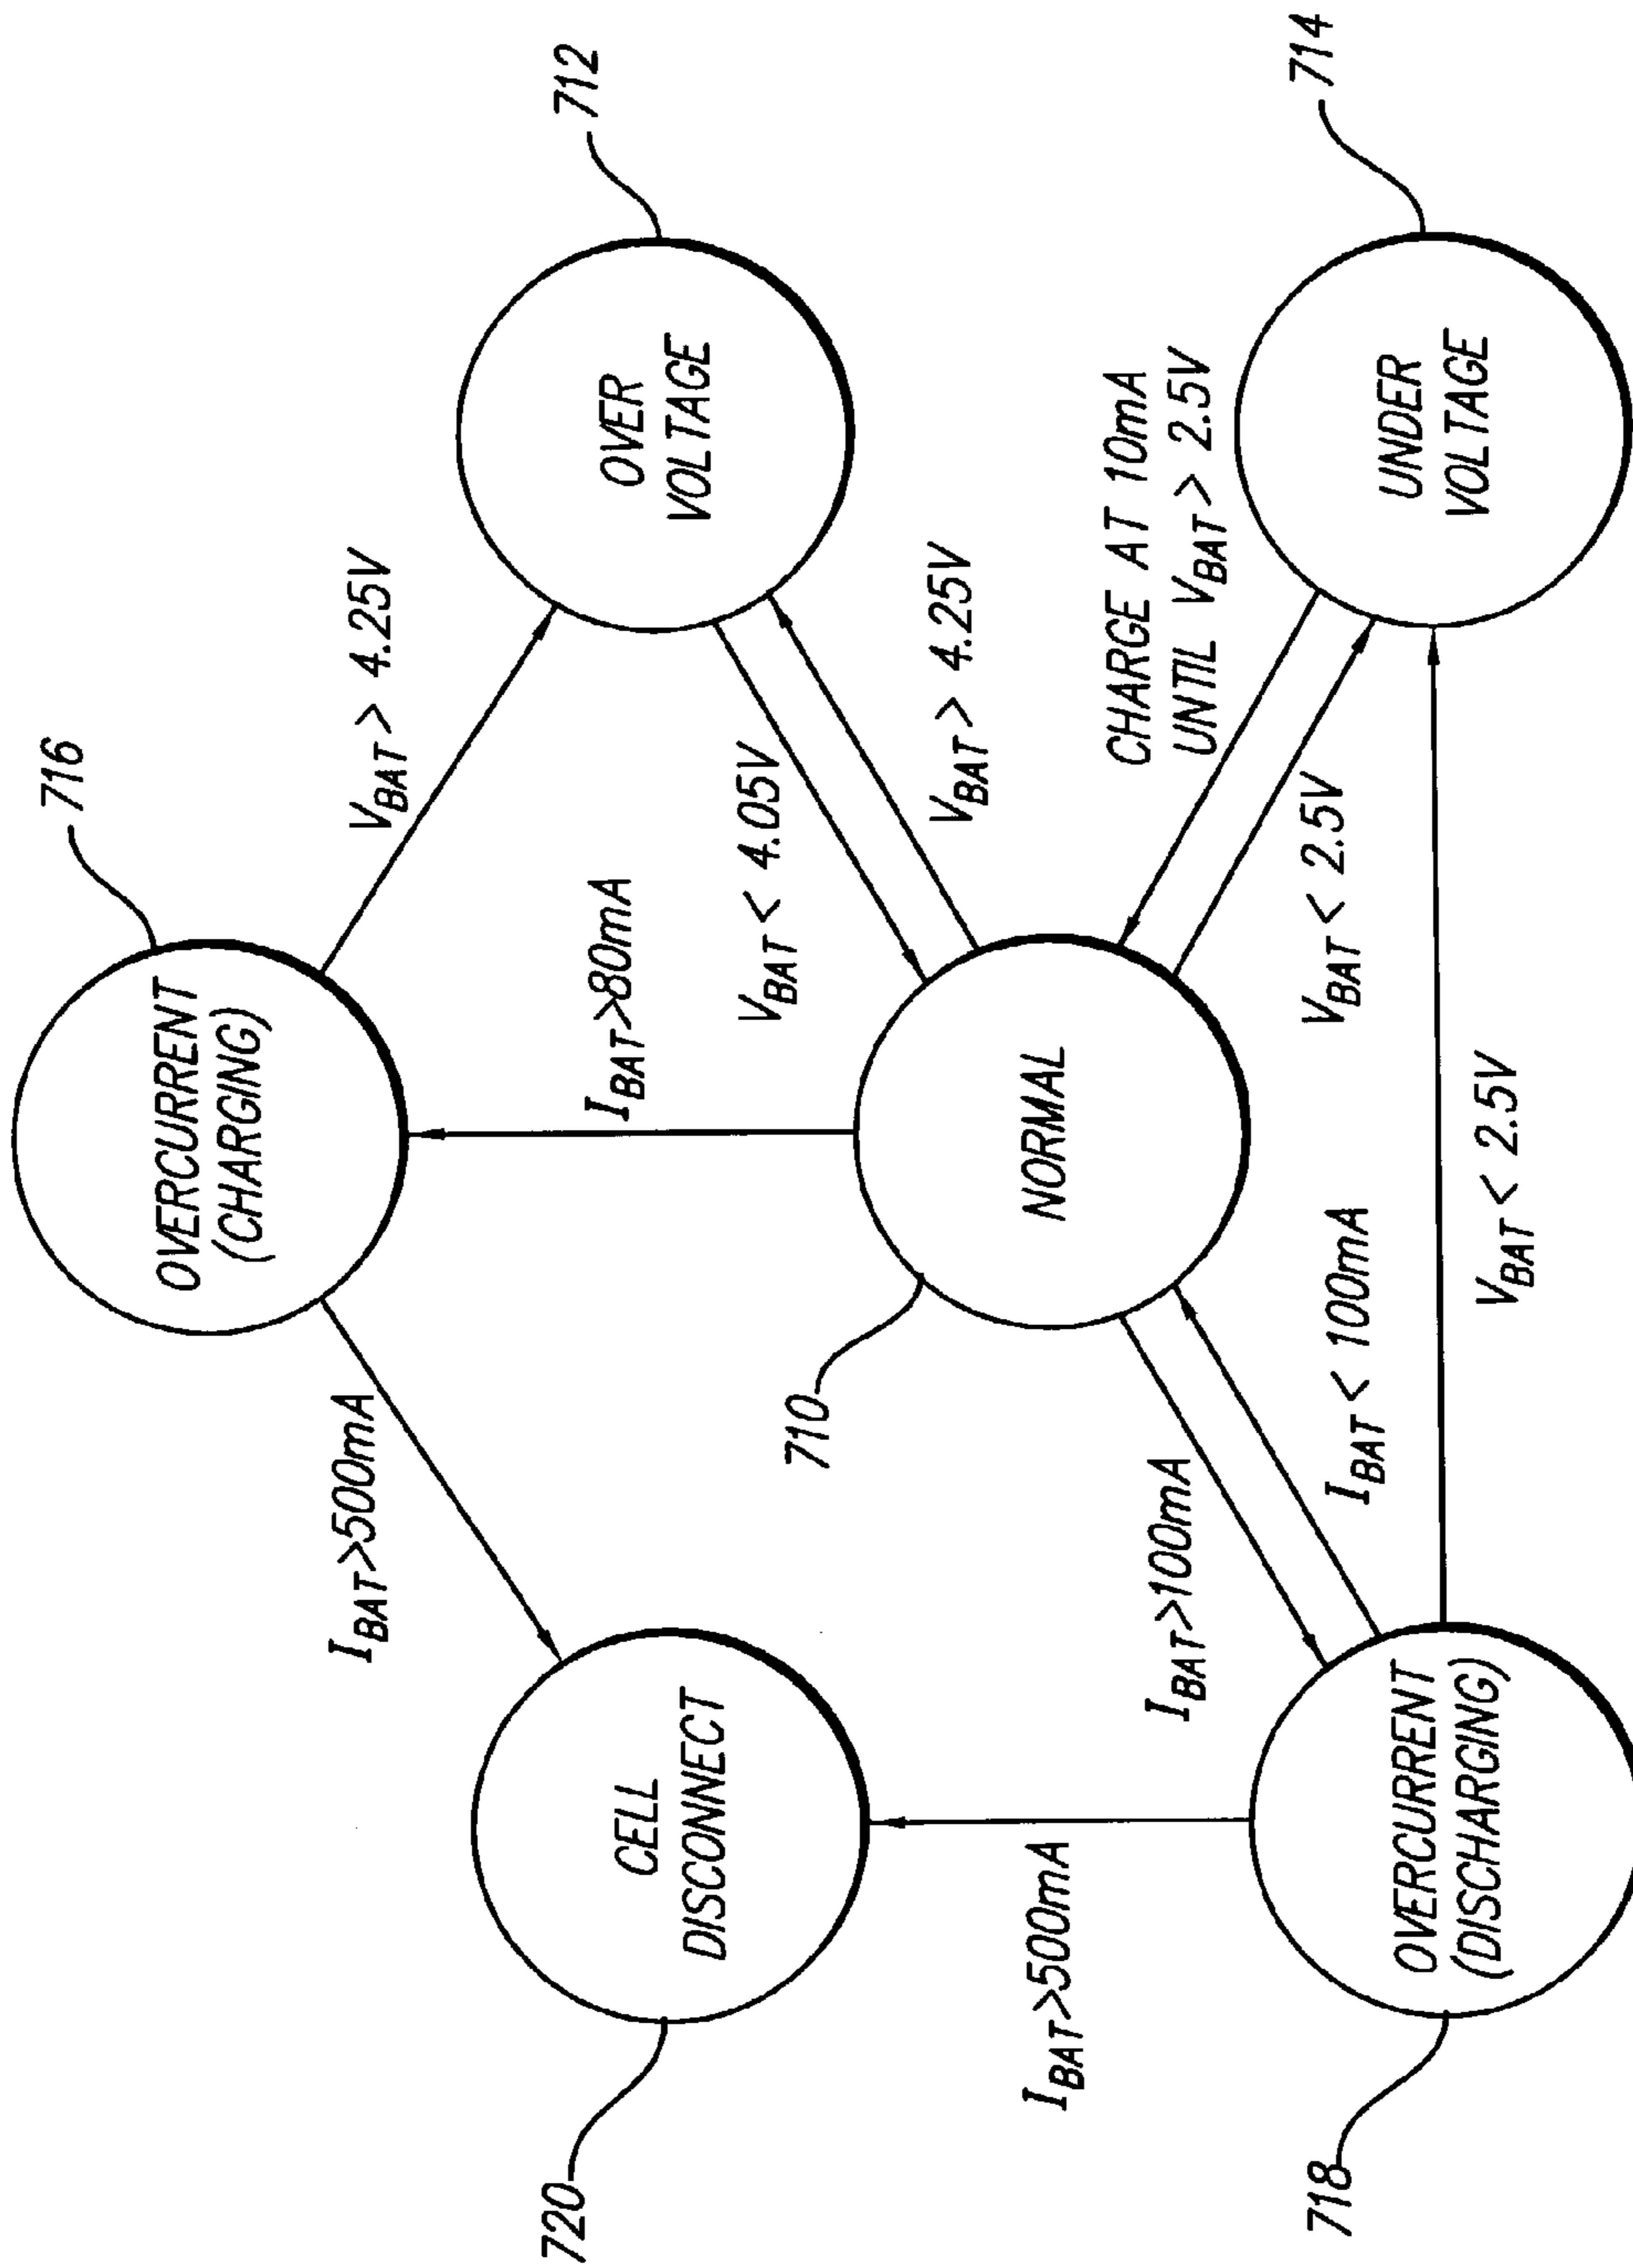 716
OVERCURRENT
(CHARGING)
I_BAT>500mA
V_BAT> 4.25V
720
CELL
DISCONNECT
I_BAT>80mA
OVER
VOLTAGE
712
V_BAT< 4.05V
V_BAT> 4.25V
710
NORMAL
I_BAT>500mA
I_BAT>100mA
I_BAT< 100mA
CHARGE AT 10mA
UNTIL V_BAT> 2.5V
V_BAT< 2.5V
718
OVERCURRENT
(DISCHARGING)
V_BAT< 2.5V
UNDER
VOLTAGE
714